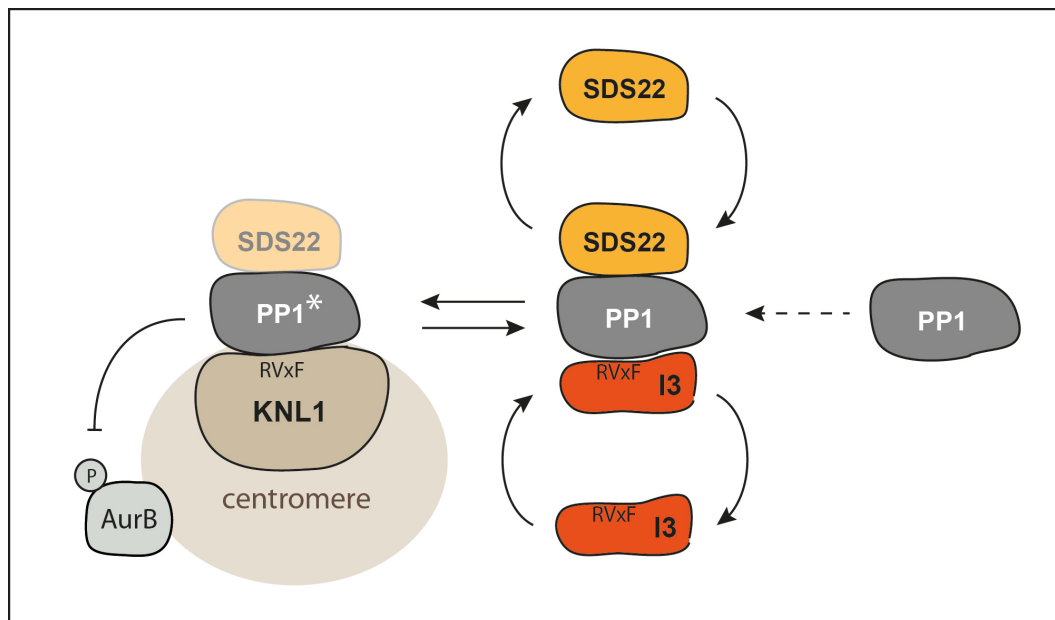 SDS22
SDS22
SDS22
PP1*
PP1
PP1
RVxF
KNL1
RVxF
I3
centromere
P
AurB
RVxF
I3